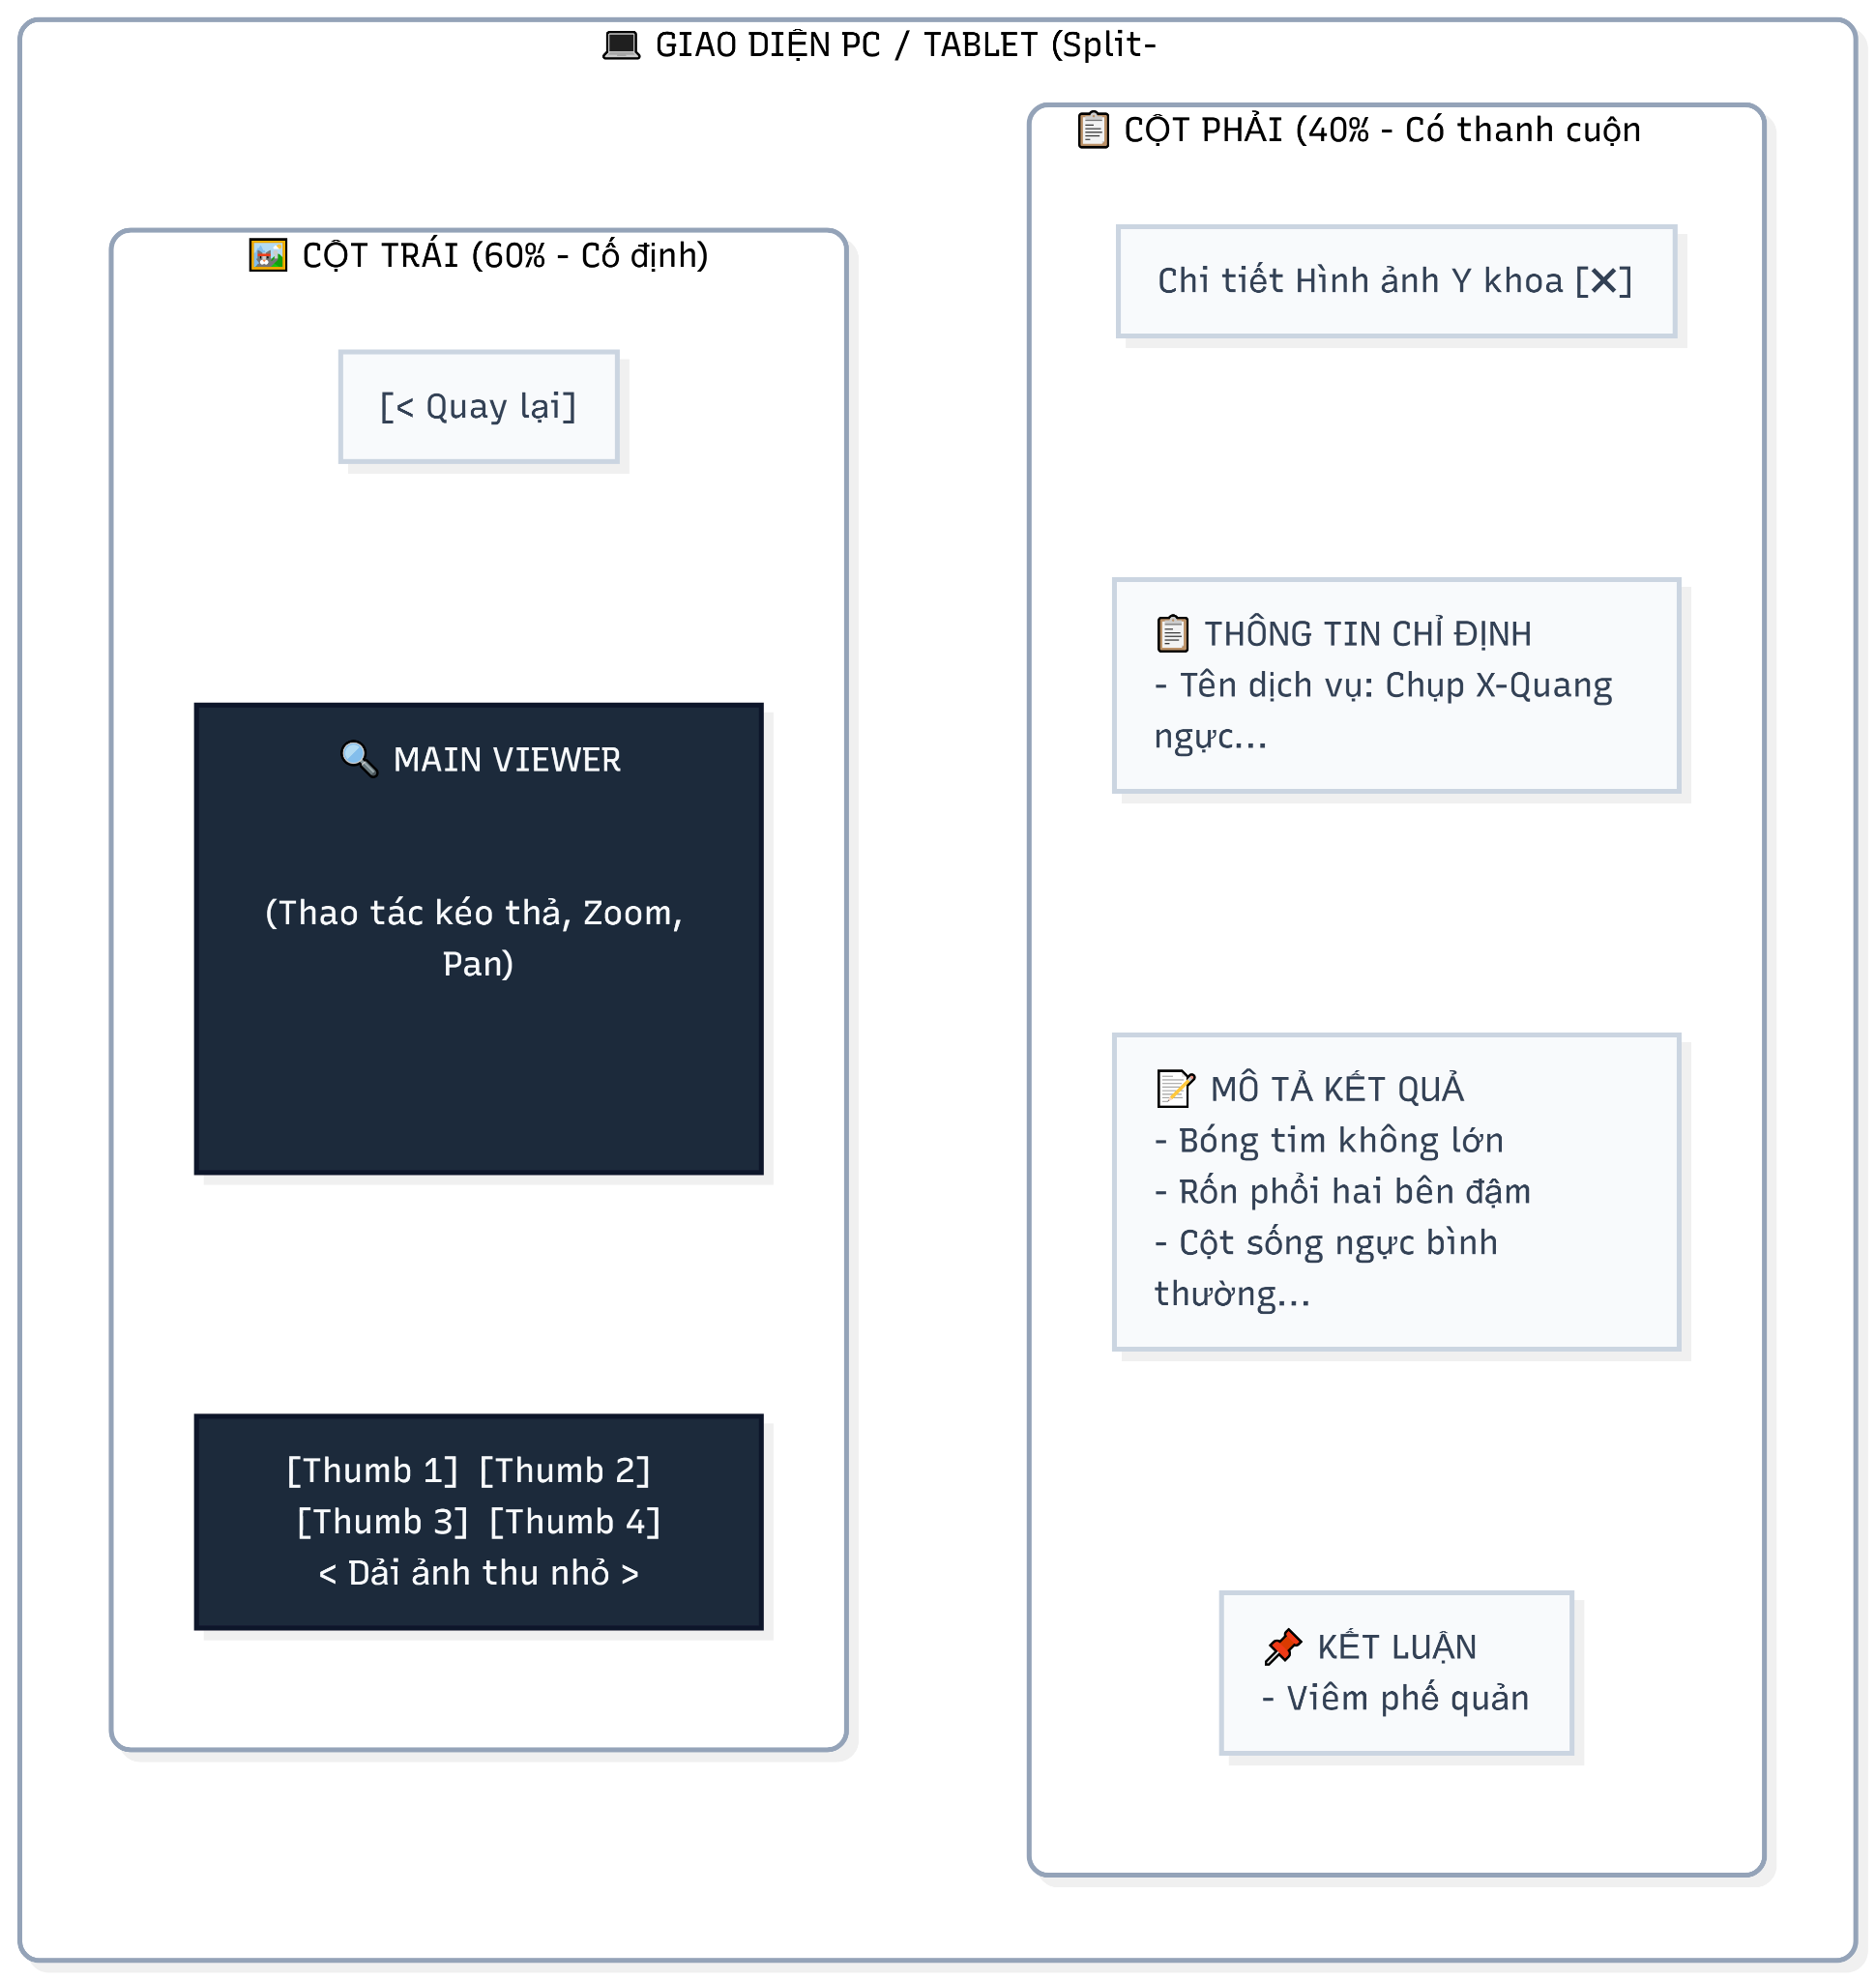 💻 GIAO DIỆN PC / TABLET (Split-
🖼️ CỘT TRÁI (60% - Cố định)
[< Quay lại]
🔍 MAIN VIEWER
(Thao tác kéo thả, Zoom,
Pan)
[Thumb 1] [Thumb 2]
[Thumb 3] [Thumb 4]
< Dải ảnh thu nhỏ >
📋 CỘT PHẢI (40% - Có thanh cuộn
Chi tiết Hình ảnh Y khoa [❌]
📋 THÔNG TIN CHỈ ĐỊNH
- Tên dịch vụ: Chụp X-Quang
ngực...
📝 MÔ TẢ KẾT QUẢ
- Bóng tim không lớn
- Rốn phổi hai bên đậm
- Cột sống ngực bình
thường...
📌 KẾT LUẬN
- Viêm phế quản